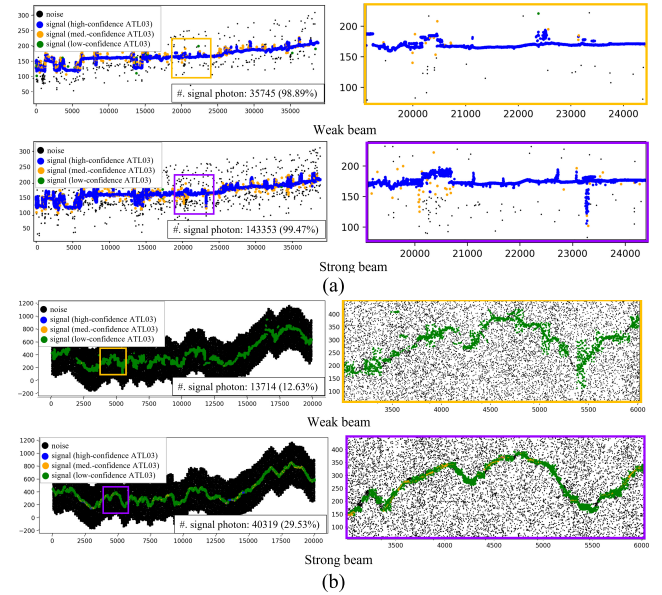 noise
signal (high-confidence ATL03)
signal (med.-confidence ATL03)
signal (low-confidence ATL03)
250
200
150
100
50
0 5000 10000 15000 20000 25000 30000 35000
#. signal photon: 35745 (98.89%)
200
150
100
19000 20000 21000 22000 23000 24000
Weak beam
noise
signal (high-confidence ATL03)
signal (med.-confidence ATL03)
signal (low-confidence ATL03)
300
250
200
150
100
50
0
0 5000 10000 15000 20000 25000 30000 35000
#. signal photon: 143353 (99.47%)
200
150
100
20000 21000 22000 23000 24000
Strong beam
(a)
noise
signal (high-confidence ATL03)
signal (med.-confidence ATL03)
signal (low-confidence ATL03)
1200
1000
800
600
400
200
0
−200
0 2500 5000 7500 10000 12500 15000 17500 20000
#. signal photon: 13714 (12.63%)
450
400
350
300
250
200
150
100
3500 4000 4500 5000 5500 6000
Weak beam
noise
signal (high-confidence ATL03)
signal (med.-confidence ATL03)
signal (low-confidence ATL03)
1200
1000
800
600
400
200
0
−200
0 2500 5000 7500 10000 12500 15000 17500 20000
#. signal photon: 40319 (29.53%)
450
400
350
300
250
200
150
100
3500 4000 4500 5000 5500 6000
Strong beam
(b)